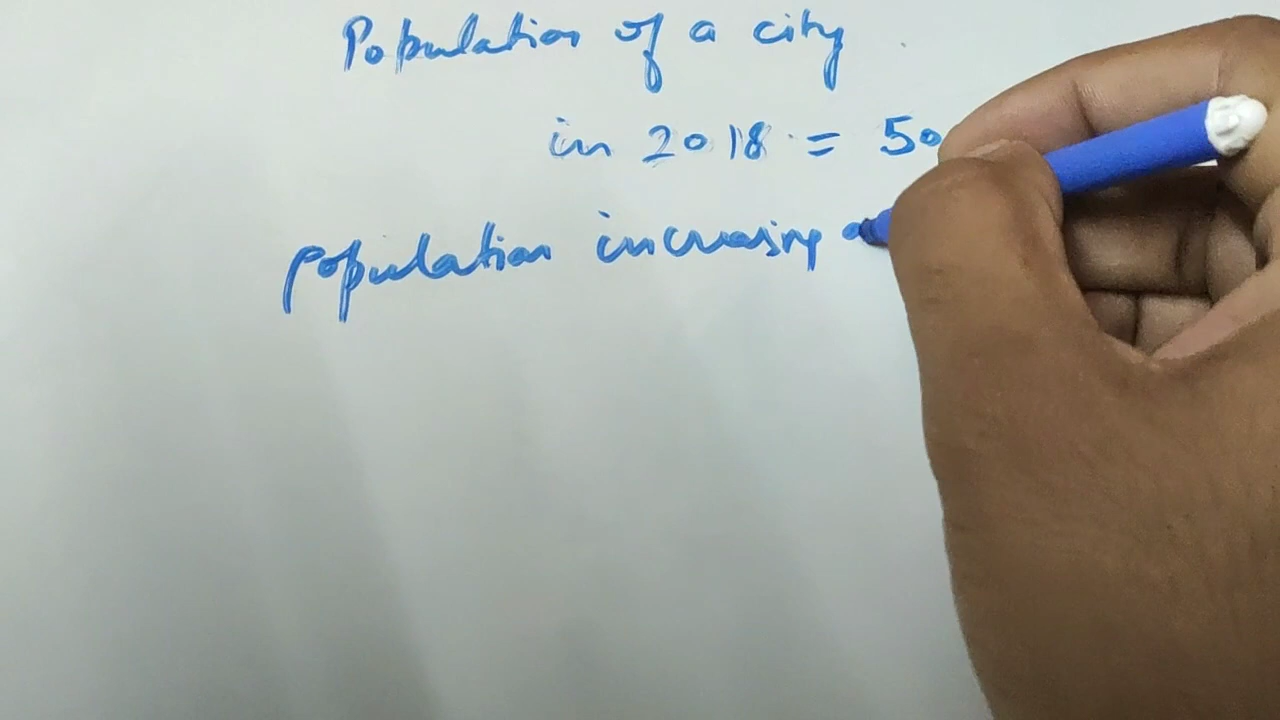 Population of a city
in 2018 = 50
population increasing